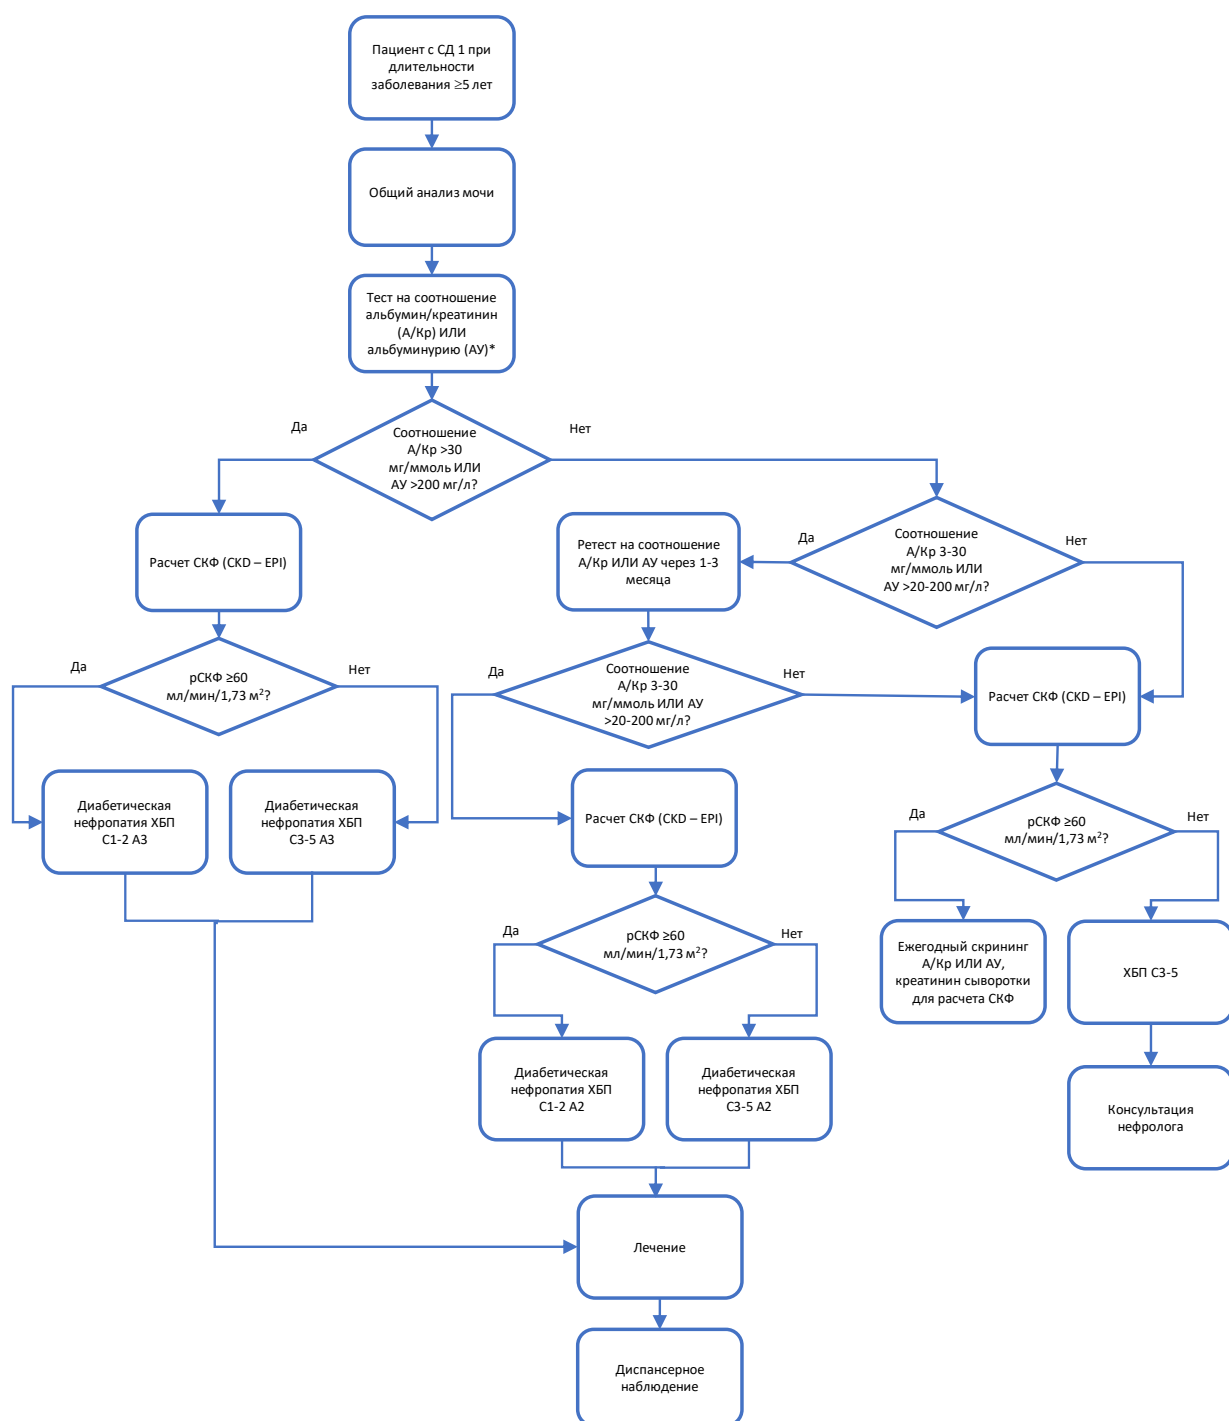 Пациент с СД 1 при
длительности
заболевания ≥5 лет
Общий анализ мочи
Тест на соотношение
альбумин/креатинин
(А/Кр) ИЛИ
альбуминурию (АУ)*
Да
Соотношение
А/Кр >30
мг/ммоль ИЛИ
АУ >200 мг/л?
Нет
Расчет СКФ (CKD – EPI)
Ретест на соотношение
А/Кр ИЛИ АУ через 1-3
месяца
Да
Соотношение
А/Кр 3-30
мг/ммоль ИЛИ
АУ >20-200 мг/л?
Нет
Да
рСКФ ≥60
мл/мин/1,73 м²?
Нет
Да
Соотношение
А/Кр 3-30
мг/ммоль ИЛИ АУ
>20-200 мг/л?
Нет
Расчет СКФ (CKD – EPI)
Диабетическая
нефропатия ХБП
С1-2 А3
Диабетическая
нефропатия ХБП
С3-5 А3
Расчет СКФ (CKD – EPI)
Да
рСКФ ≥60
мл/мин/1,73 м²?
Нет
Да
рСКФ ≥60
мл/мин/1,73 м²?
Нет
Ежегодный скрининг
А/Кр ИЛИ АУ,
креатинин сыворотки
для расчета СКФ
ХБП С3-5
Диабетическая
нефропатия ХБП
С1-2 А2
Диабетическая
нефропатия ХБП
С3-5 А2
Консультация
нефролога
Лечение
Диспансерное
наблюдение